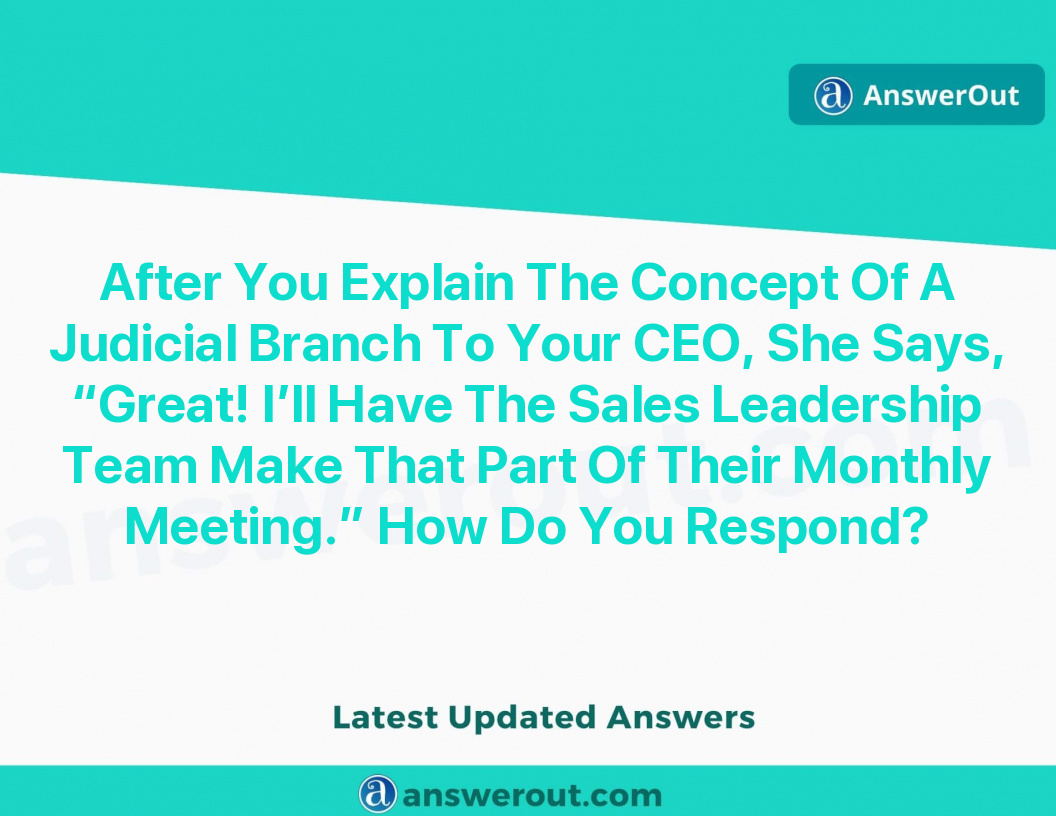 AnswerOut
After You Explain The Concept Of A
Judicial Branch To Your CEO, She Says,
“Great! I’ll Have The Sales Leadership
Team Make That Part Of Their Monthly
Meeting.” How Do You Respond?
answerout.com
Latest Updated Answers
answerout.com